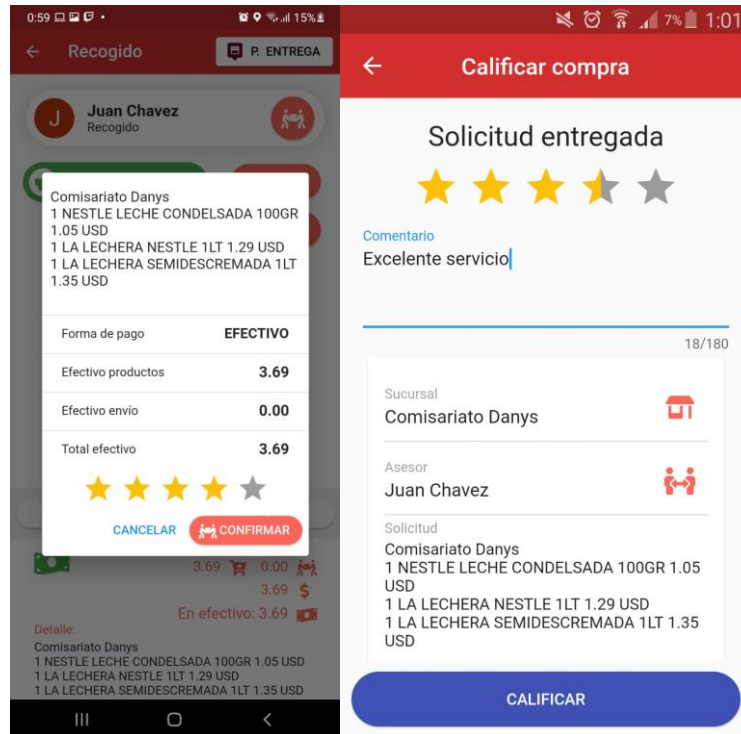 0:59
15%
Recogido
P. ENTREGA
J
Juan Chavez
Recogido
Comisariato Danys
1 NESTLE LECHE CONDELSADA 100GR
1.05 USD
1 LA LECHERA NESTLE 1LT 1.29 USD
1 LA LECHERA SEMIDESCREMADA 1LT
1.35 USD
Forma de pago EFECTIVO
Efectivo productos 3.69
Efectivo envío 0.00
Total efectivo 3.69
CANCELAR CONFIRMAR
3.69 0.00
3.69 $
En efectivo: 3.69
Detalle:
Comisariato Danys
1 NESTLE LECHE CONDELSADA 100GR 1.05 USD
1 LA LECHERA NESTLE 1LT 1.29 USD
1 LA LECHERA SEMIDESCREMADA 1LT 1.35 USD
7% 1:01
Calificar compra
Solicitud entregada
Comentario
Excelente servicio
18/180
Sucursal
Comisariato Danys
Asesor
Juan Chavez
Solicitud
Comisariato Danys
1 NESTLE LECHE CONDELSADA 100GR 1.05
USD
1 LA LECHERA NESTLE 1LT 1.29 USD
1 LA LECHERA SEMIDESCREMADA 1LT 1.35
USD
CALIFICAR